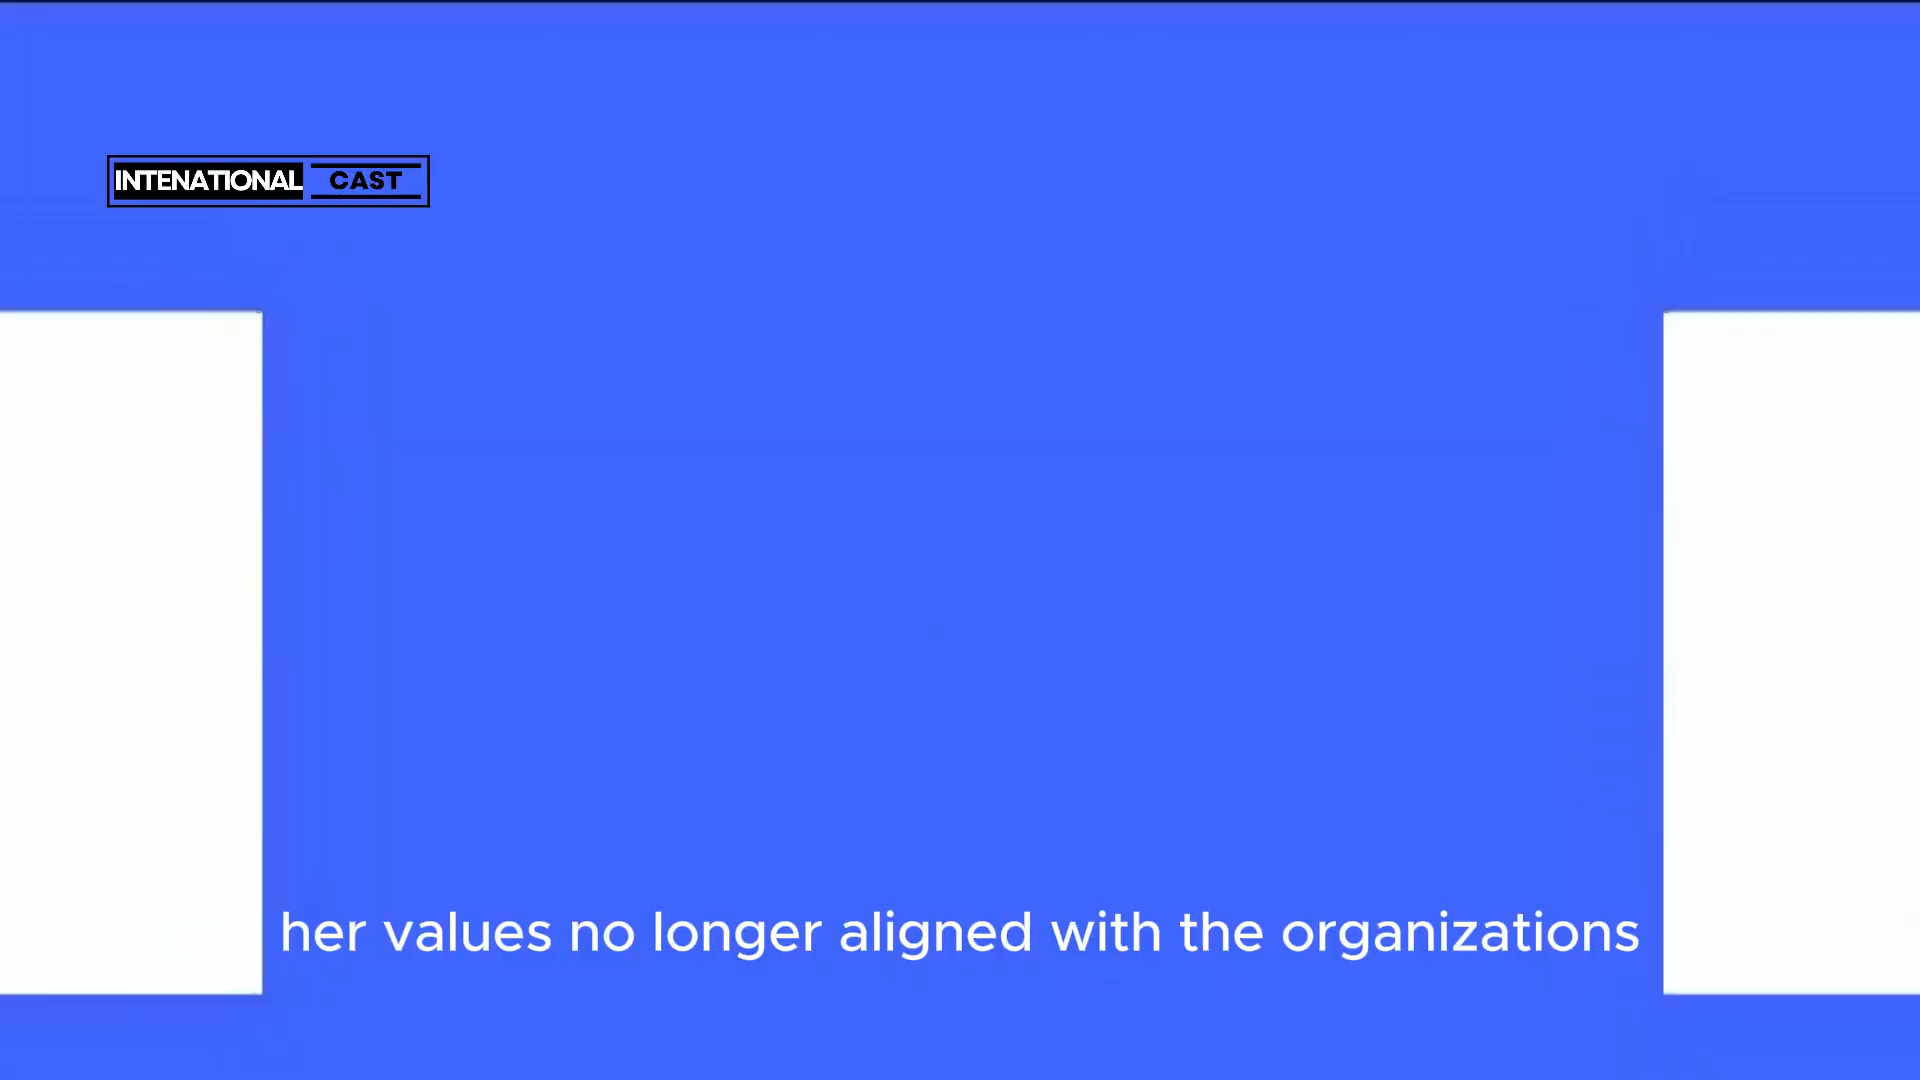 INTENATIONAL CAST
her values no longer aligned with the organizations